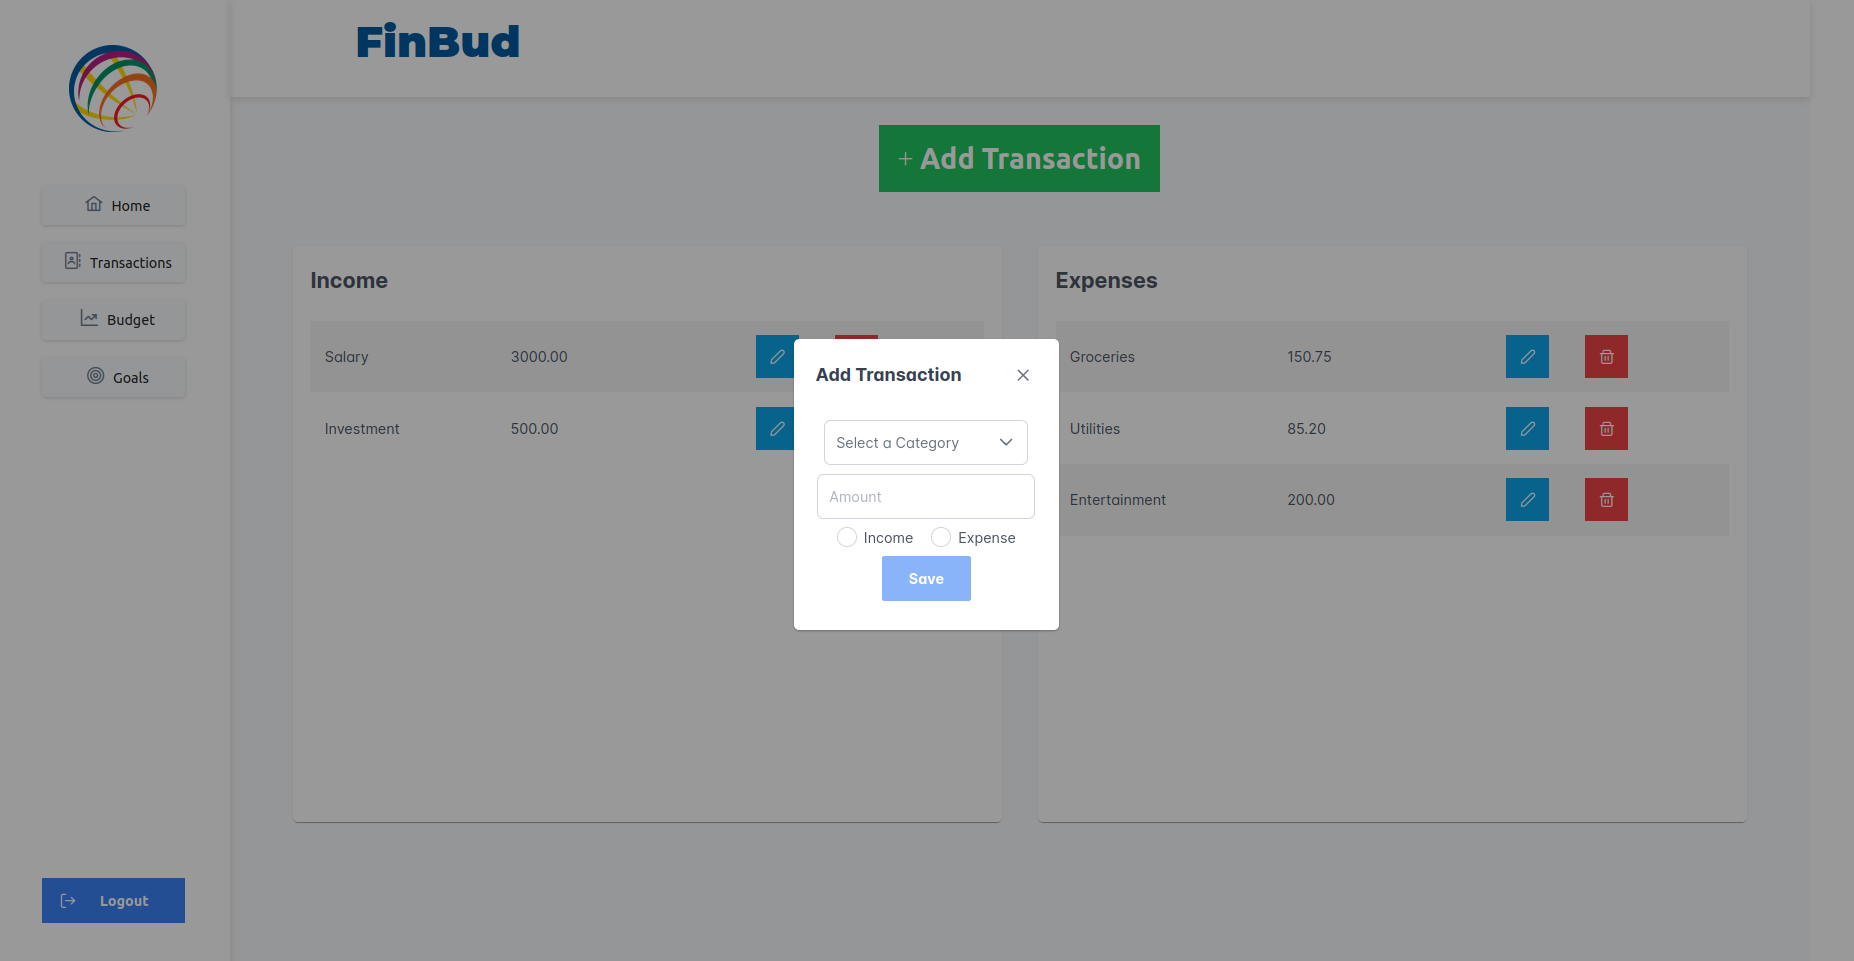 FinBud
Home
Transactions
Budget
Goals
Logout
+ Add Transaction
Income
Salary 3000.00
Investment 500.00
Expenses
Groceries 150.75
Utilities 85.20
Entertainment 200.00
Add Transaction
Select a Category
Amount
Income Expense
Save